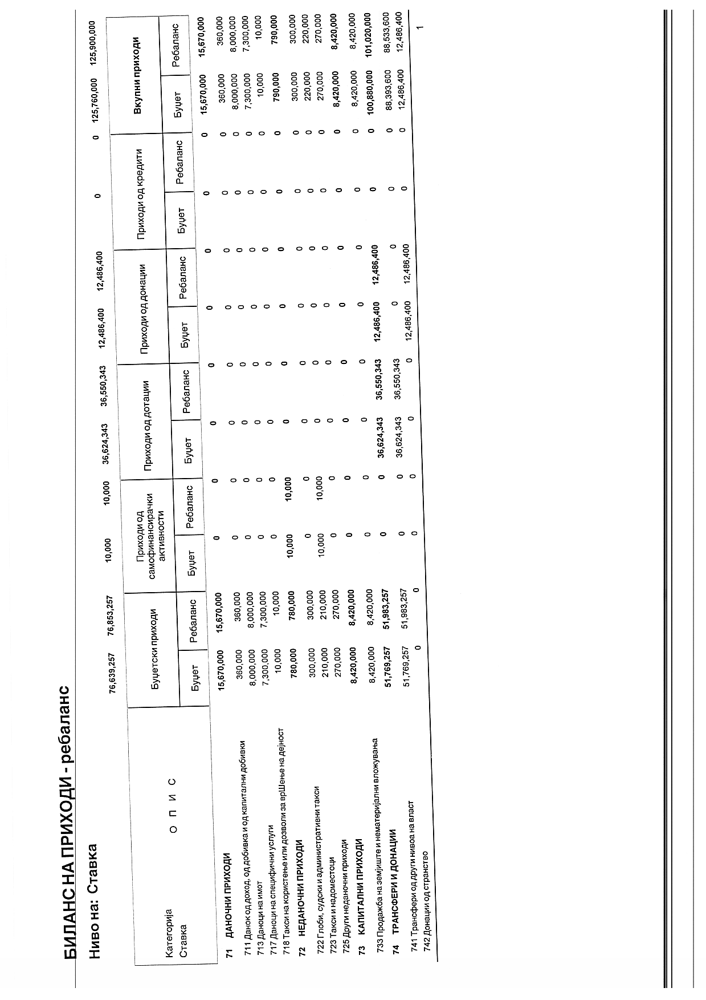 БИЛАНС НА ПРИХОДИ - ребаланс
Ниво на: Ставка
76,639,257 76,853,257 10,000 10,000 36,624,343 36,550,343 12,486,400 12,486,400 0 0 125,760,000 125,900,000
Категорија
Ставка
О П И С
Буџетски приходи
Приходи од самофинансирачки активности
Приходи од дотации
Приходи од донации
Приходи од кредити
Вкупни приходи
Буџет Ребаланс Буџет Ребаланс Буџет Ребаланс Буџет Ребаланс Буџет Ребаланс Буџет Ребаланс
71 ДАНОЧНИ ПРИХОДИ 15,670,000 15,670,000 0 0 0 0 0 0 0 0 15,670,000 15,670,000
711 Данок од доход, од добивка и од капитални добивки 360,000 360,000 0 0 0 0 0 0 0 0 360,000 360,000
713 Даноци на имот 8,000,000 8,000,000 0 0 0 0 0 0 0 0 8,000,000 8,000,000
717 Даноци на специфични услуги 7,300,000 7,300,000 0 0 0 0 0 0 0 0 7,300,000 7,300,000
718 Такси на користење или дозволи за врШење на дејност 10,000 10,000 0 0 0 0 0 0 0 0 10,000 10,000
72 НЕДАНОЧНИ ПРИХОДИ 780,000 780,000 10,000 10,000 0 0 0 0 0 0 790,000 790,000
722 Глоби, судски и административни такси 300,000 300,000 0 0 0 0 0 0 0 0 300,000 300,000
723 Такси и надоместоци 210,000 210,000 10,000 10,000 0 0 0 0 0 0 220,000 220,000
725 Други неданочни приходи 270,000 270,000 0 0 0 0 0 0 0 0 270,000 270,000
73 КАПИТАЛНИ ПРИХОДИ 8,420,000 8,420,000 0 0 0 0 0 0 0 0 8,420,000 8,420,000
733 Продажба на земјиште и нематеријални вложувања 8,420,000 8,420,000 0 0 0 0 0 0 0 0 8,420,000 8,420,000
74 ТРАНСФЕРИ И ДОНАЦИИ 51,769,257 51,983,257 0 0 36,624,343 36,550,343 12,486,400 12,486,400 0 0 100,880,000 101,020,000
741 Трансфери од други нивоа на власт 51,769,257 51,983,257 0 0 36,624,343 36,550,343 0 0 0 0 88,393,600 88,533,600
742 Донации од странство 0 0 0 0 0 0 12,486,400 12,486,400 0 0 12,486,400 12,486,400
1